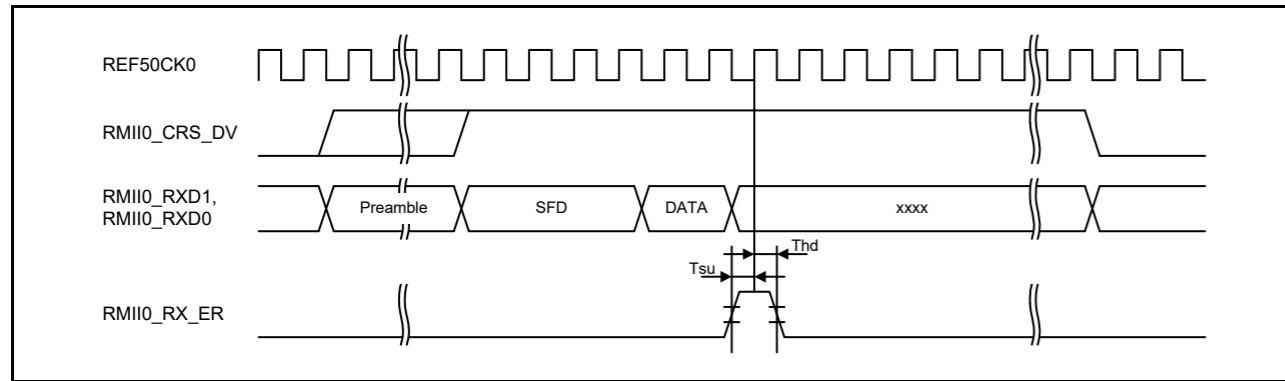 REF50CK0
RMII0_CRS_DV
RMII0_RXD1,
RMII0_RXD0
Preamble
SFD
DATA
xxxx
Thd
Tsu
RMII0_RX_ER